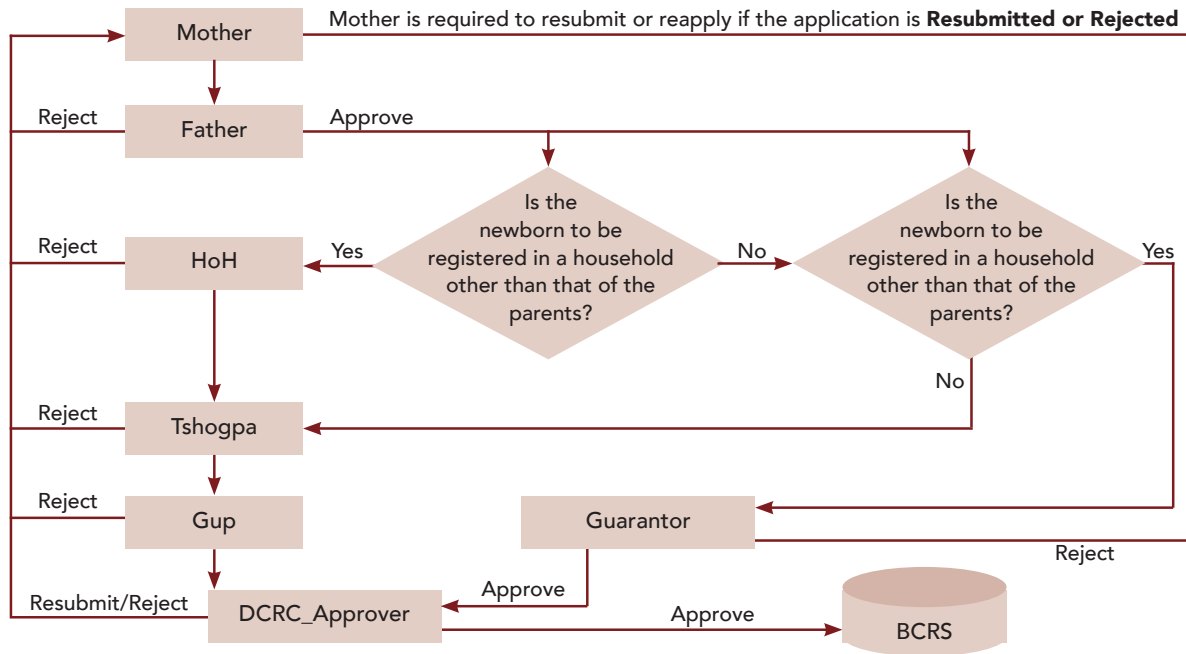 Mother is required to resubmit or reapply if the application is Resubmitted or Rejected
Mother
Reject
Father
Approve
Is the
newborn to be
registered in a household
other than that of the
parents?
Is the
newborn to be
registered in a household
other than that of the
parents?
Reject
HoH
Yes
No
Yes
No
Reject
Tshogpa
Reject
Gup
Guarantor
Reject
Approve
Resubmit/Reject
DCRC_Approver
Approve
BCRS